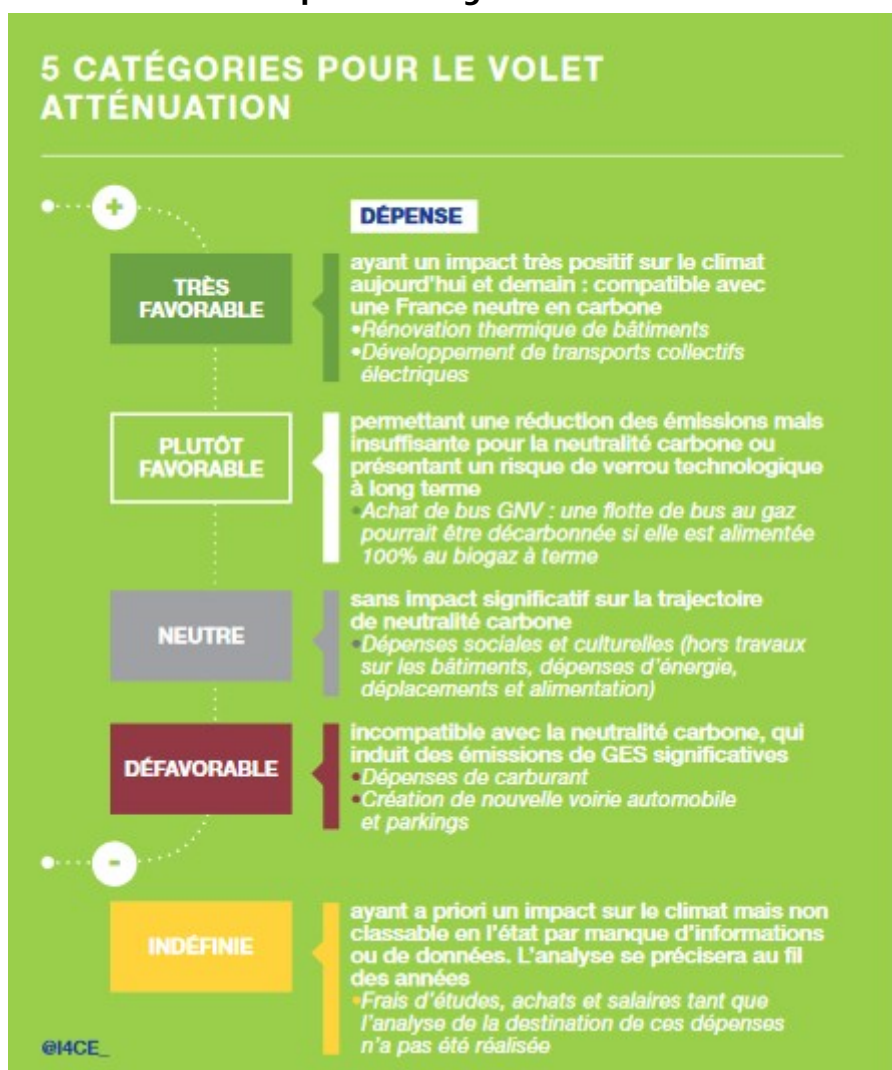 5 CATÉGORIES POUR LE VOLET
ATTÉNUATION
+
DÉPENSE
TRÈS
FAVORABLE
ayant un impact très positif sur le climat
aujourd'hui et demain : compatible avec
une France neutre en carbone
•Rénovation thermique de bâtiments
•Développement de transports collectifs
électriques
PLUTÔT
FAVORABLE
permettant une réduction des émissions mais
insuffisante pour la neutralité carbone ou
présentant un risque de verrou technologique
à long terme
•Achat de bus GNV : une flotte de bus au gaz
pourrait être décarbonnée si elle est alimentée
100% au biogaz à terme
NEUTRE
sans impact significatif sur la trajectoire
de neutralité carbone
•Dépenses sociales et culturelles (hors travaux
sur les bâtiments, dépenses d'énergie,
déplacements et alimentation)
DÉFAVORABLE
incompatible avec la neutralité carbone, qui
induit des émissions de GES significatives
•Dépenses de carburant
•Création de nouvelle voirie automobile
et parkings
-
INDÉFINIE
ayant a priori un impact sur le climat mais non
classable en l'état par manque d'informations
ou de données. L'analyse se précisera au fil
des années
•Frais d'études, achats et salaires tant que
l'analyse de la destination de ces dépenses
n'a pas été réalisée
@I4CE_